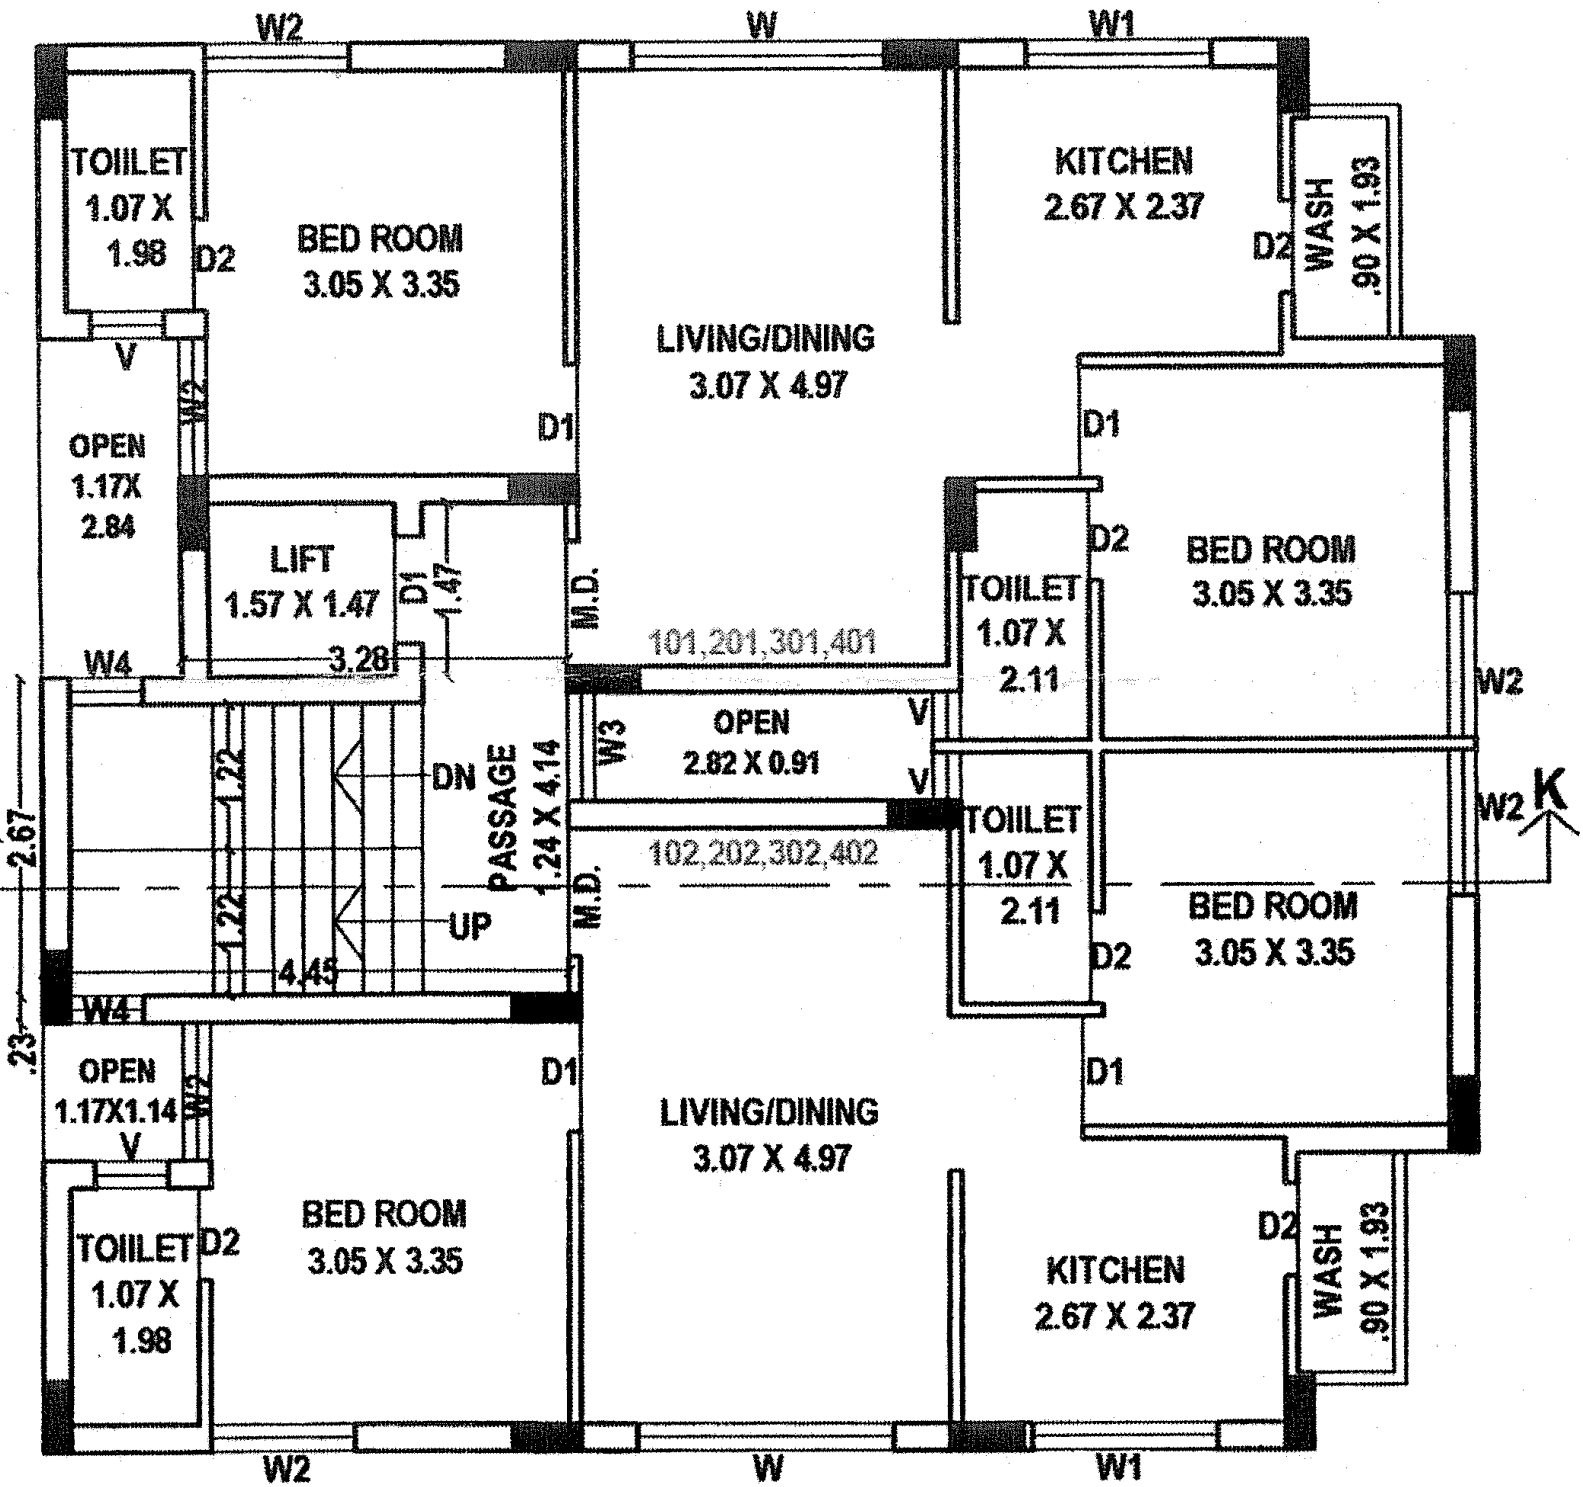 W2
W
W1
TOIILET
1.07 X
1.98
D2
BED ROOM
3.05 X 3.35
KITCHEN
2.67 X 2.37
D2
WASH
.90 X 1.93
LIVING/DINING
3.07 X 4.97
V
W2
OPEN
1.17X
2.84
D1
D1
LIFT
1.57 X 1.47
D1
1.47
M.D.
D2
BED ROOM
3.05 X 3.35
TOIILET
1.07 X
2.11
101,201,301,401
3.28
W4
W2
OPEN
2.82 X 0.91
W3
V
V
PASSAGE
1.24 X 4.14
DN
1.22
2.67
K
W2
TOIILET
1.07 X
2.11
102,202,302,402
M.D.
UP
1.22
BED ROOM
3.05 X 3.35
D2
4.45
W4
.23
OPEN
1.17X1.14
V
W2
D1
D1
LIVING/DINING
3.07 X 4.97
TOIILET
1.07 X
1.98
D2
BED ROOM
3.05 X 3.35
KITCHEN
2.67 X 2.37
D2
WASH
.90 X 1.93
W2
W
W1